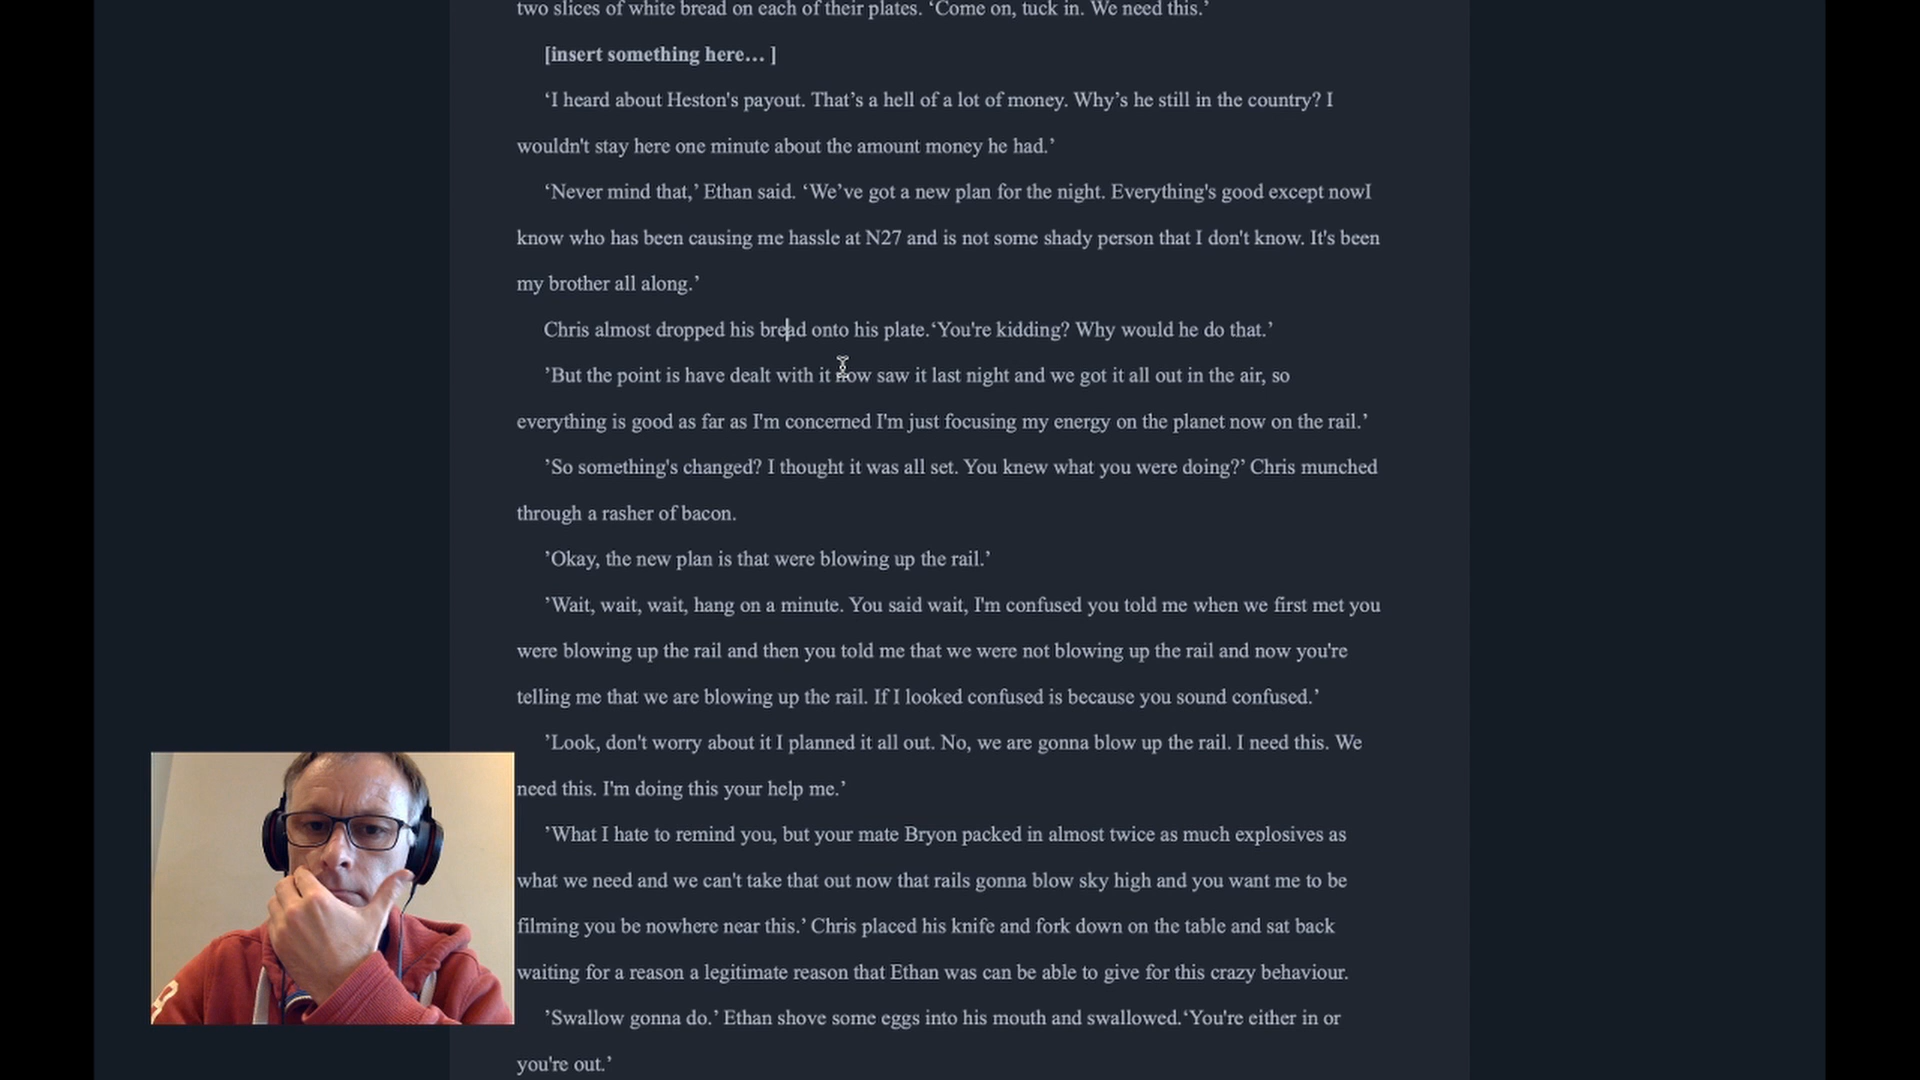 two slices of white bread on each of their plates. ‘Come on, tuck in. We need this.’
[insert something here… ]
‘I heard about Heston's payout. That’s a hell of a lot of money. Why’s he still in the country? I
wouldn't stay here one minute about the amount money he had.’
‘Never mind that,’ Ethan said. ‘We’ve got a new plan for the night. Everything's good except nowI
know who has been causing me hassle at N27 and is not some shady person that I don't know. It's been
my brother all along.’
Chris almost dropped his bread onto his plate.‘You're kidding? Why would he do that.’
’But the point is have dealt with it now saw it last night and we got it all out in the air, so
everything is good as far as I'm concerned I'm just focusing my energy on the planet now on the rail.’
’So something's changed? I thought it was all set. You knew what you were doing?’ Chris munched
through a rasher of bacon.
’Okay, the new plan is that were blowing up the rail.’
’Wait, wait, wait, hang on a minute. You said wait, I'm confused you told me when we first met you
were blowing up the rail and then you told me that we were not blowing up the rail and now you're
telling me that we are blowing up the rail. If I looked confused is because you sound confused.’
’Look, don't worry about it I planned it all out. No, we are gonna blow up the rail. I need this. We
need this. I'm doing this your help me.’
’What I hate to remind you, but your mate Bryon packed in almost twice as much explosives as
what we need and we can't take that out now that rails gonna blow sky high and you want me to be
filming you be nowhere near this.’ Chris placed his knife and fork down on the table and sat back
waiting for a reason a legitimate reason that Ethan was can be able to give for this crazy behaviour.
’Swallow gonna do.’ Ethan shove some eggs into his mouth and swallowed.‘You're either in or
you're out.’